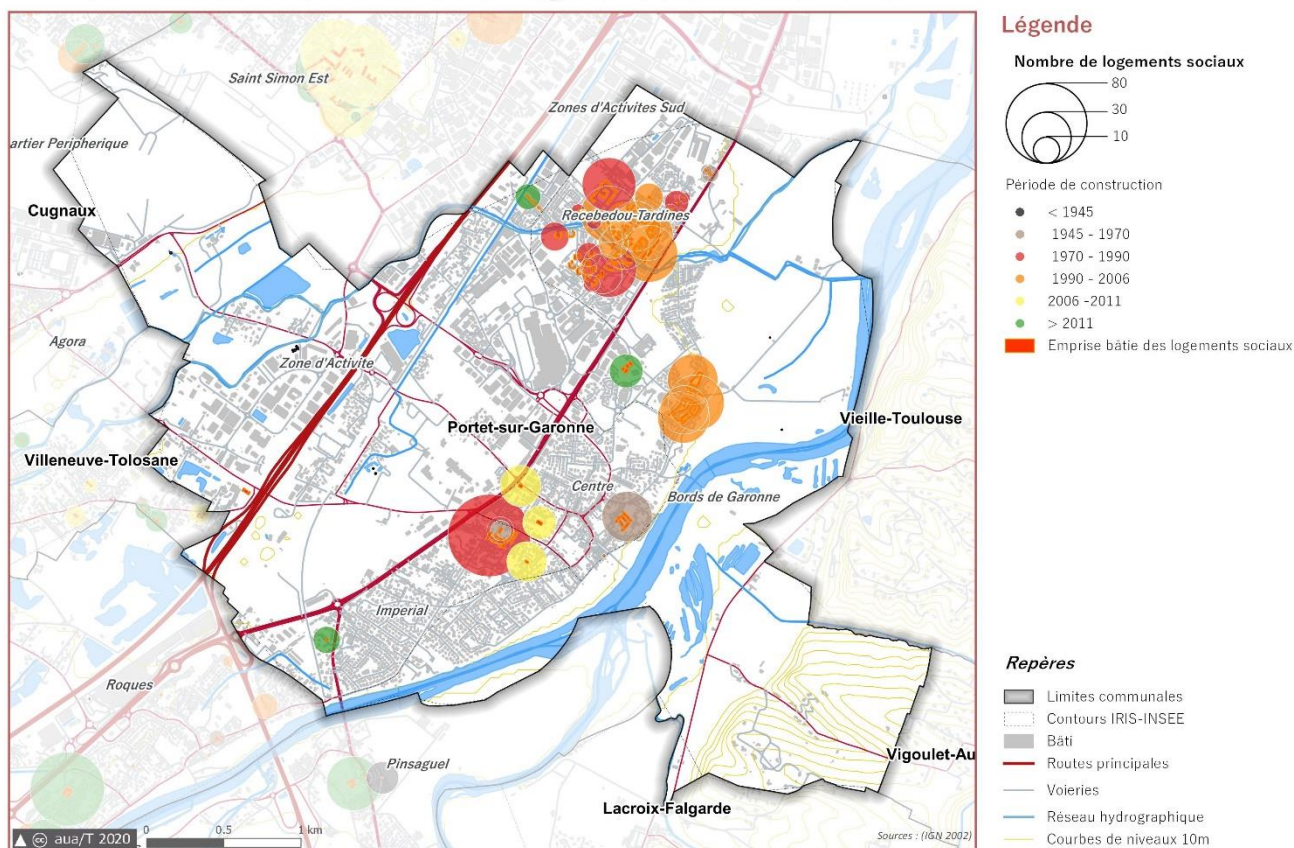 Saint Simon Est
Zones d'Activites Sud
artier Peripherique
Cugnaux
Recebedou-Tardines
Agora
Zone d'Activite
Portet-sur-Garonne
Vieille-Toulouse
Villeneuve-Tolosane
Centre
Bords de Garonne
Imperial
Roques
Pinsaguel
Vigoulet-Au
Lacroix-Falgarde
aua/T 2020
0 0.5 1 km
Sources : (IGN 2002)
Légende
Nombre de logements sociaux
80
30
10
Période de construction
< 1945
1945 - 1970
1970 - 1990
1990 - 2006
2006 -2011
> 2011
Emprise bâtie des logements sociaux
Repères
Limites communales
Contours IRIS-INSEE
Bâti
Routes principales
Voieries
Réseau hydrographique
Courbes de niveaux 10m